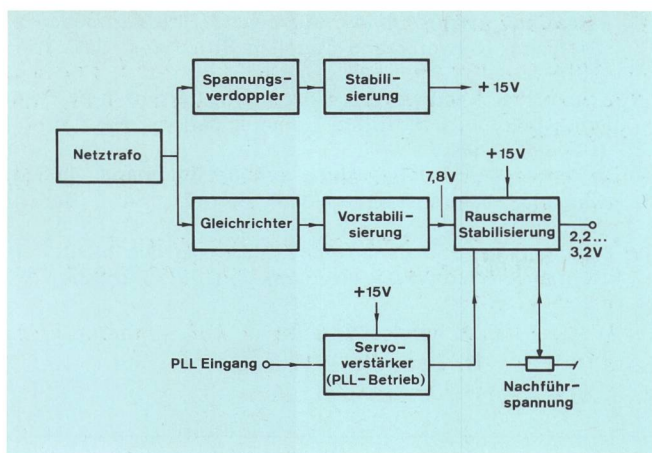 Spannungs-
verdoppler
Stabili-
sierung
+ 15V
Netztrafo
Gleichrichter
Vorstabili-
sierung
7,8V
+15V
Rauscharme
Stabilisierung
2,2...
3,2V
+15V
PLL Eingang
Servo-
verstärker
(PLL-Betrieb)
Nachführ-
spannung